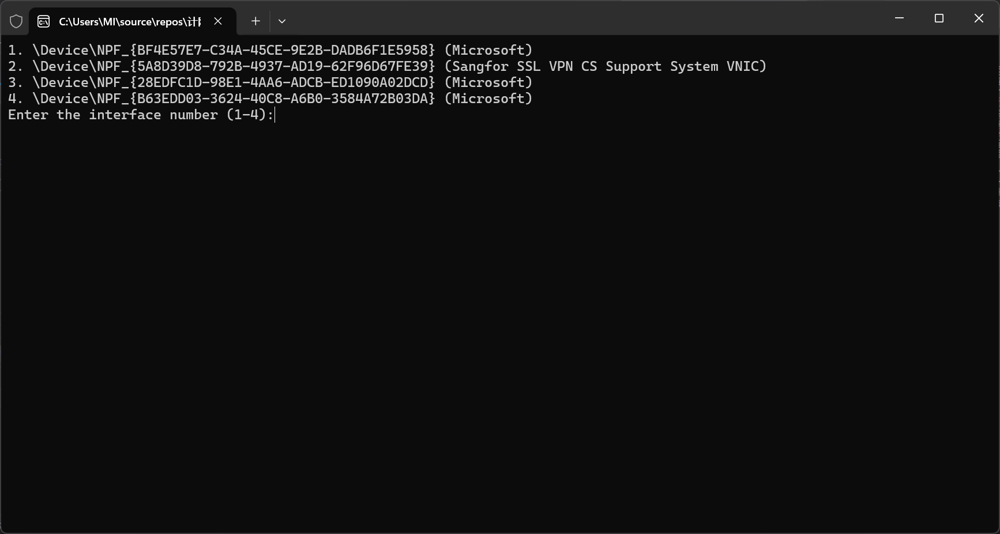 C:\Users\MI\source\repos\计
1. \Device\NPF_{BF4E57E7-C34A-45CE-9E2B-DADB6F1E5958} (Microsoft)
2. \Device\NPF_{5A8D39D8-792B-4937-AD19-62F96D67FE39} (Sangfor SSL VPN CS Support System VNIC)
3. \Device\NPF_{28EDFC1D-98E1-4AA6-ADCB-ED1090A02DCD} (Microsoft)
4. \Device\NPF_{B63EDD03-3624-40C8-A6B0-3584A72B03DA} (Microsoft)
Enter the interface number (1-4):